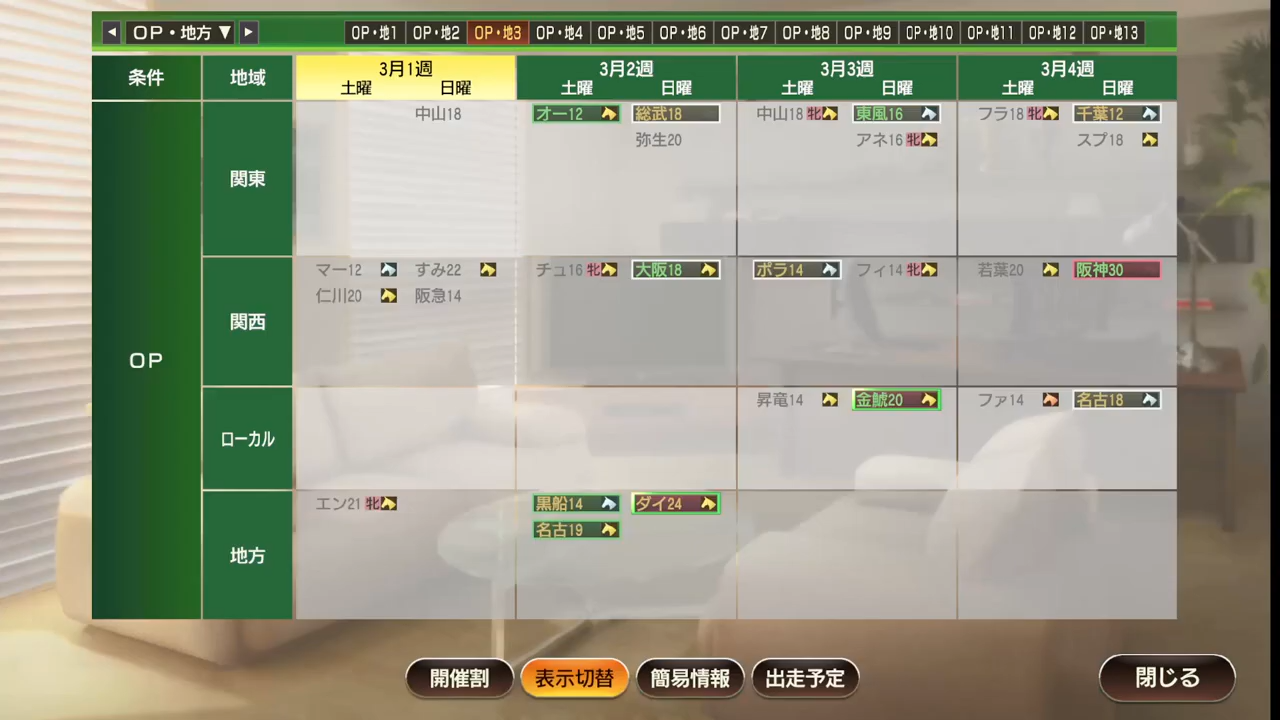 ◀ OP・地方▼ ▶ OP・地1 OP・地2 OP・地3 OP・地4 OP・地5 OP・地6 OP・地7 OP・地8 OP・地9 OP・地10 OP・地11 OP・地12 OP・地13
条件 地域 3月1週 3月2週 3月3週 3月4週
土曜 日曜 土曜 日曜 土曜 日曜 土曜 日曜
OP
関東
中山18 オー12 総武18 中山18 牝 東風16 フラ18 牝 千葉12
弥生20 アネ16 牝 スプ18
関西
マー12 すみ22 チュ16 牝 大阪18 ポラ14 フィ14 牝 若葉20 阪神30
仁川20 阪急14
ローカル
昇竜14 金鯱20 ファ14 名古18
地方
エン21 牝 黒船14 ダイ24
名古19
開催割 表示切替 簡易情報 出走予定 閉じる